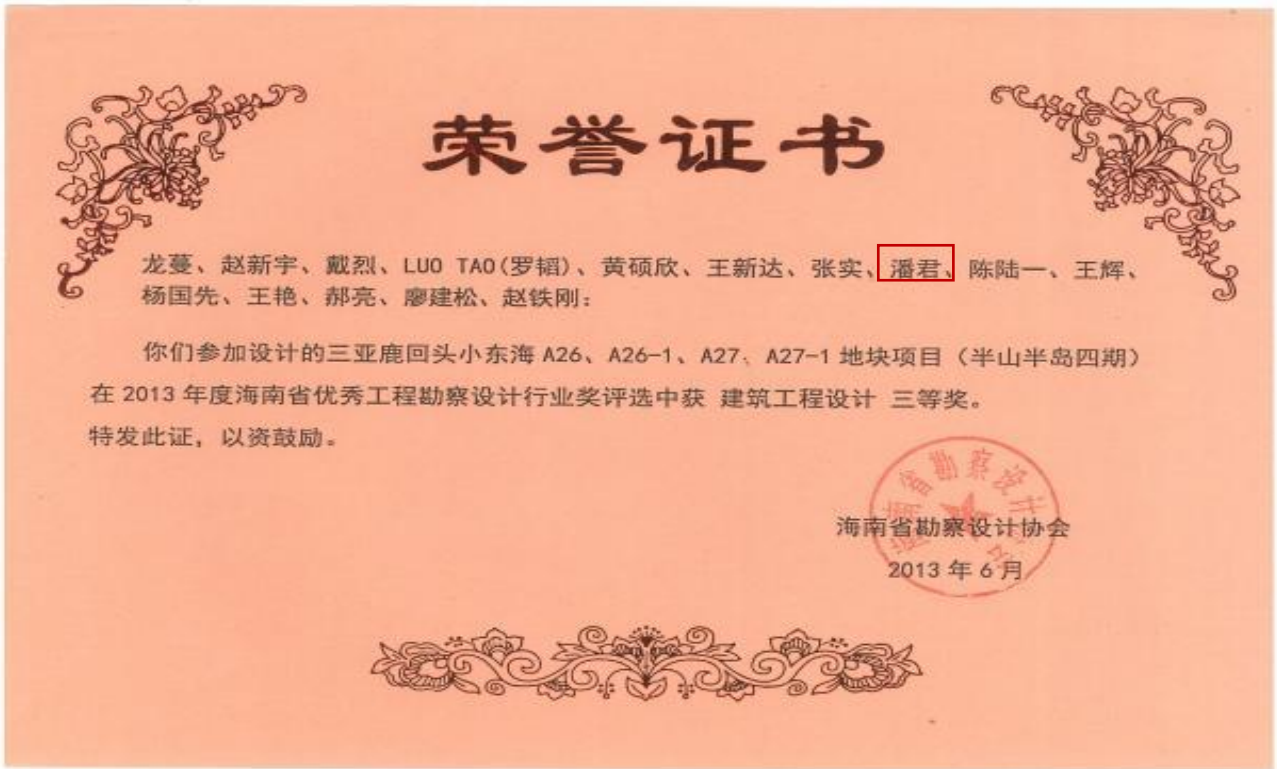 荣誉证书
龙蔓、赵新宇、戴烈、LUO TAO(罗韬)、黄硕欣、王新达、张实、潘君、陈陆一、王辉、
杨国先、王艳、郝亮、廖建松、赵铁刚：
你们参加设计的三亚鹿回头小东海 A26、A26-1、A27、A27-1 地块项目（半山半岛四期）
在 2013 年度海南省优秀工程勘察设计行业奖评选中获 建筑工程设计 三等奖。
特发此证，以资鼓励。
海南省勘察设计协会
2013 年 6 月